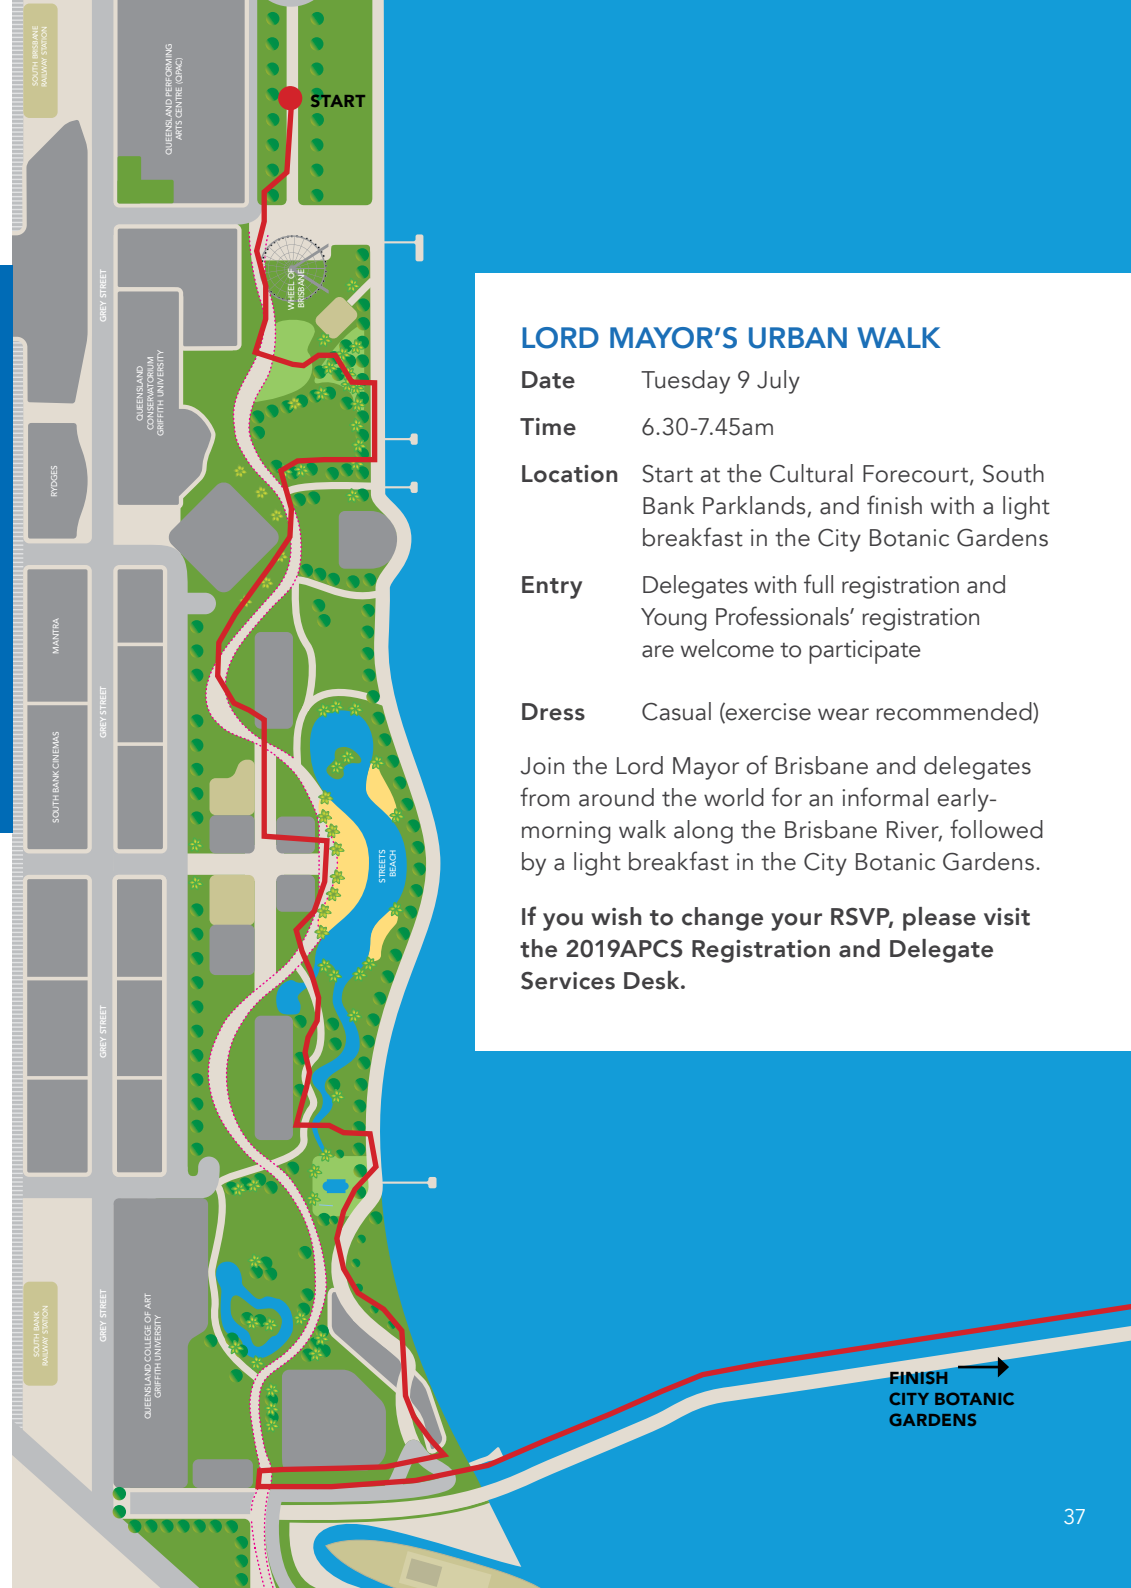 SOUTH BRISBANE
RAILWAY STATION
QUEENSLAND PERFORMING
ARTS CENTRE (QPAC)
START
GREY STREET
WHEEL OF
BRISBANE
QUEENSLAND
CONSERVATORIUM
GRIFFITH UNIVERSITY
RYDGES
MANTRA
GREY STREET
SOUTH BANK CINEMAS
STREETS
BEACH
GREY STREET
GREY STREET
SOUTH BANK
RAILWAY STATION
QUEENSLAND COLLEGE OF ART
GRIFFITH UNIVERSITY
LORD MAYOR’S URBAN WALK
Date Tuesday 9 July
Time 6.30-7.45am
Location Start at the Cultural Forecourt, South
Bank Parklands, and finish with a light
breakfast in the City Botanic Gardens
Entry Delegates with full registration and
Young Professionals’ registration
are welcome to participate
Dress Casual (exercise wear recommended)
Join the Lord Mayor of Brisbane and delegates
from around the world for an informal early-
morning walk along the Brisbane River, followed
by a light breakfast in the City Botanic Gardens.
If you wish to change your RSVP, please visit
the 2019APCS Registration and Delegate
Services Desk.
FINISH
CITY BOTANIC
GARDENS
37